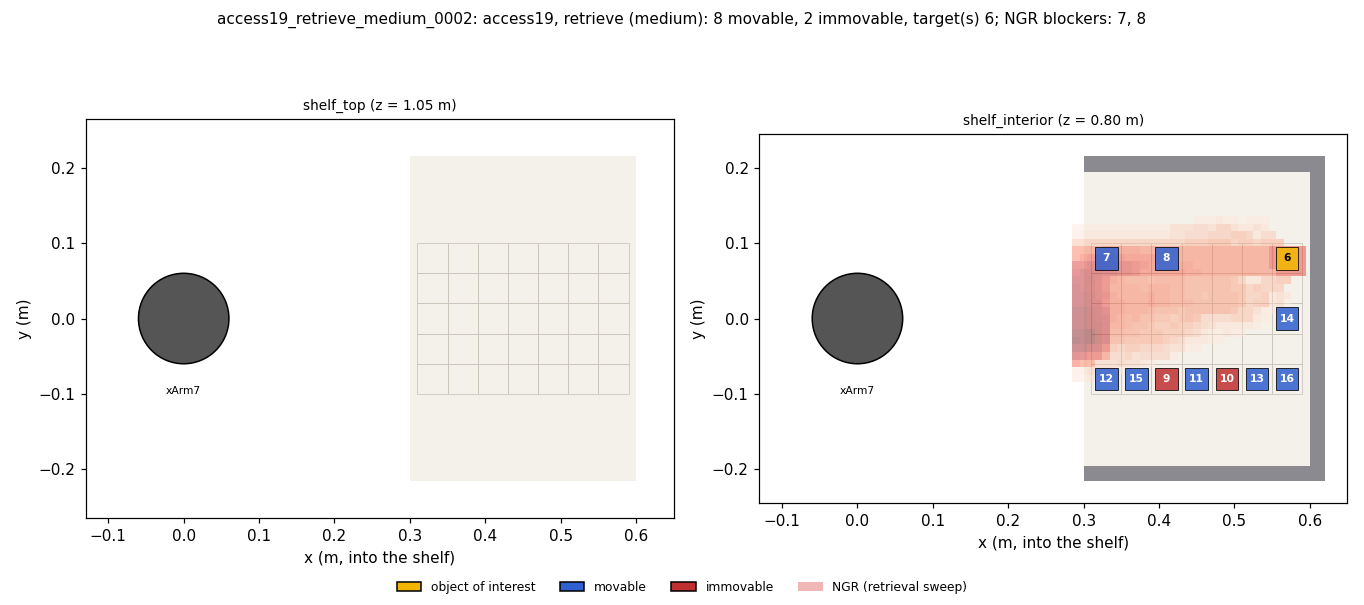 access19_retrieve_medium_0002: access19, retrieve (medium): 8 movable, 2 immovable, target(s) 6; NGR blockers: 7, 8
shelf_top (z = 1.05 m)
0.2
0.1
0.0
−0.1
−0.2
y (m)
xArm7
−0.1
0.0
0.1
0.2
0.3
0.4
0.5
0.6
x (m, into the shelf)
shelf_interior (z = 0.80 m)
0.2
0.1
0.0
−0.1
−0.2
y (m)
xArm7
7
8
6
14
12
15
9
11
10
13
16
−0.1
0.0
0.1
0.2
0.3
0.4
0.5
0.6
x (m, into the shelf)
object of interest
movable
immovable
NGR (retrieval sweep)